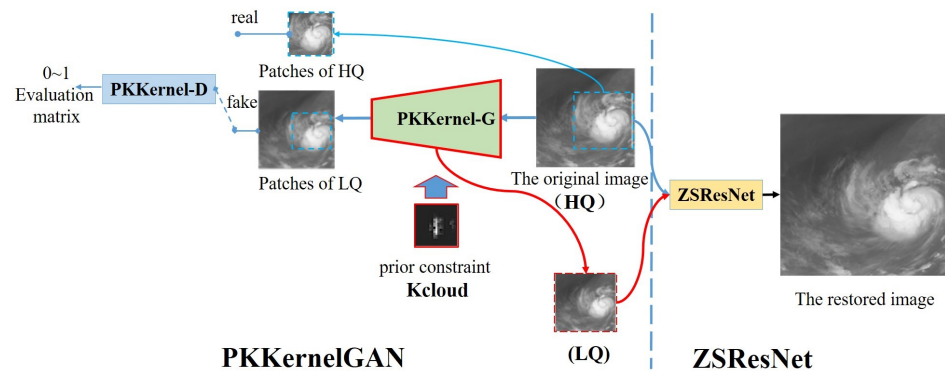 real
Patches of HQ
0~1
Evaluation
matrix
PKKernel-D
fake
Patches of LQ
PKKernel-G
The original image
（HQ）
prior constraint
Kcloud
(LQ)
PKKernelGAN
ZSResNet
The restored image
ZSResNet